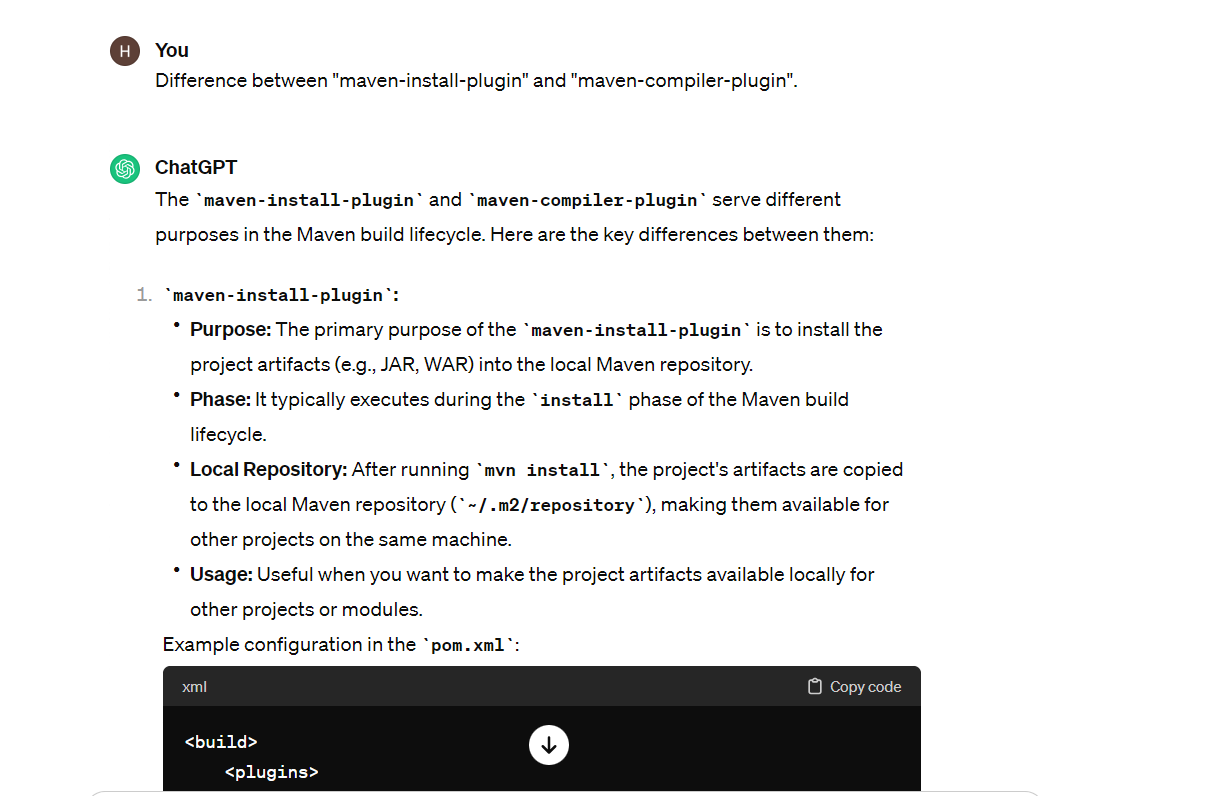 H You
Difference between "maven-install-plugin" and "maven-compiler-plugin".
ChatGPT
The `maven-install-plugin` and `maven-compiler-plugin` serve different
purposes in the Maven build lifecycle. Here are the key differences between them:
1. `maven-install-plugin`:
• Purpose: The primary purpose of the `maven-install-plugin` is to install the
project artifacts (e.g., JAR, WAR) into the local Maven repository.
• Phase: It typically executes during the `install` phase of the Maven build
lifecycle.
• Local Repository: After running `mvn install`, the project's artifacts are copied
to the local Maven repository (`~/.m2/repository`), making them available for
other projects on the same machine.
• Usage: Useful when you want to make the project artifacts available locally for
other projects or modules.
Example configuration in the `pom.xml`:
xml Copy code
<build>
<plugins>